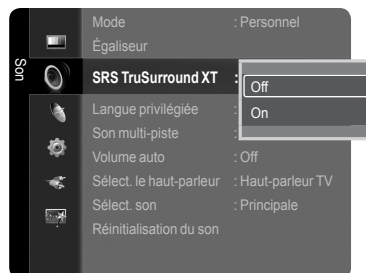 Son
Mode : Personnel
Égaliseur
SRS TruSurround XT :
Off
On
Langue privilégiée :
Son multi-piste :
Volume auto : Off
Sélect. le haut-parleur : Haut-parleur TV
Sélect. son : Principale
Réinitialisation du son